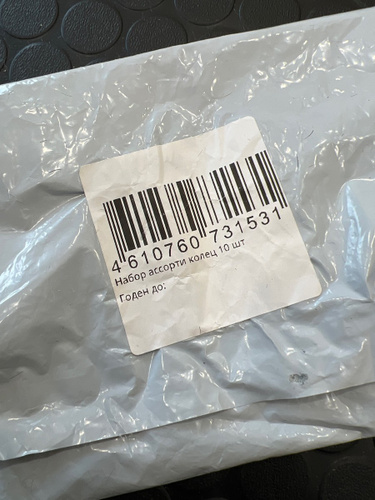 4 610760 731531
Набор ассорти колец 10 шт
Годен до: